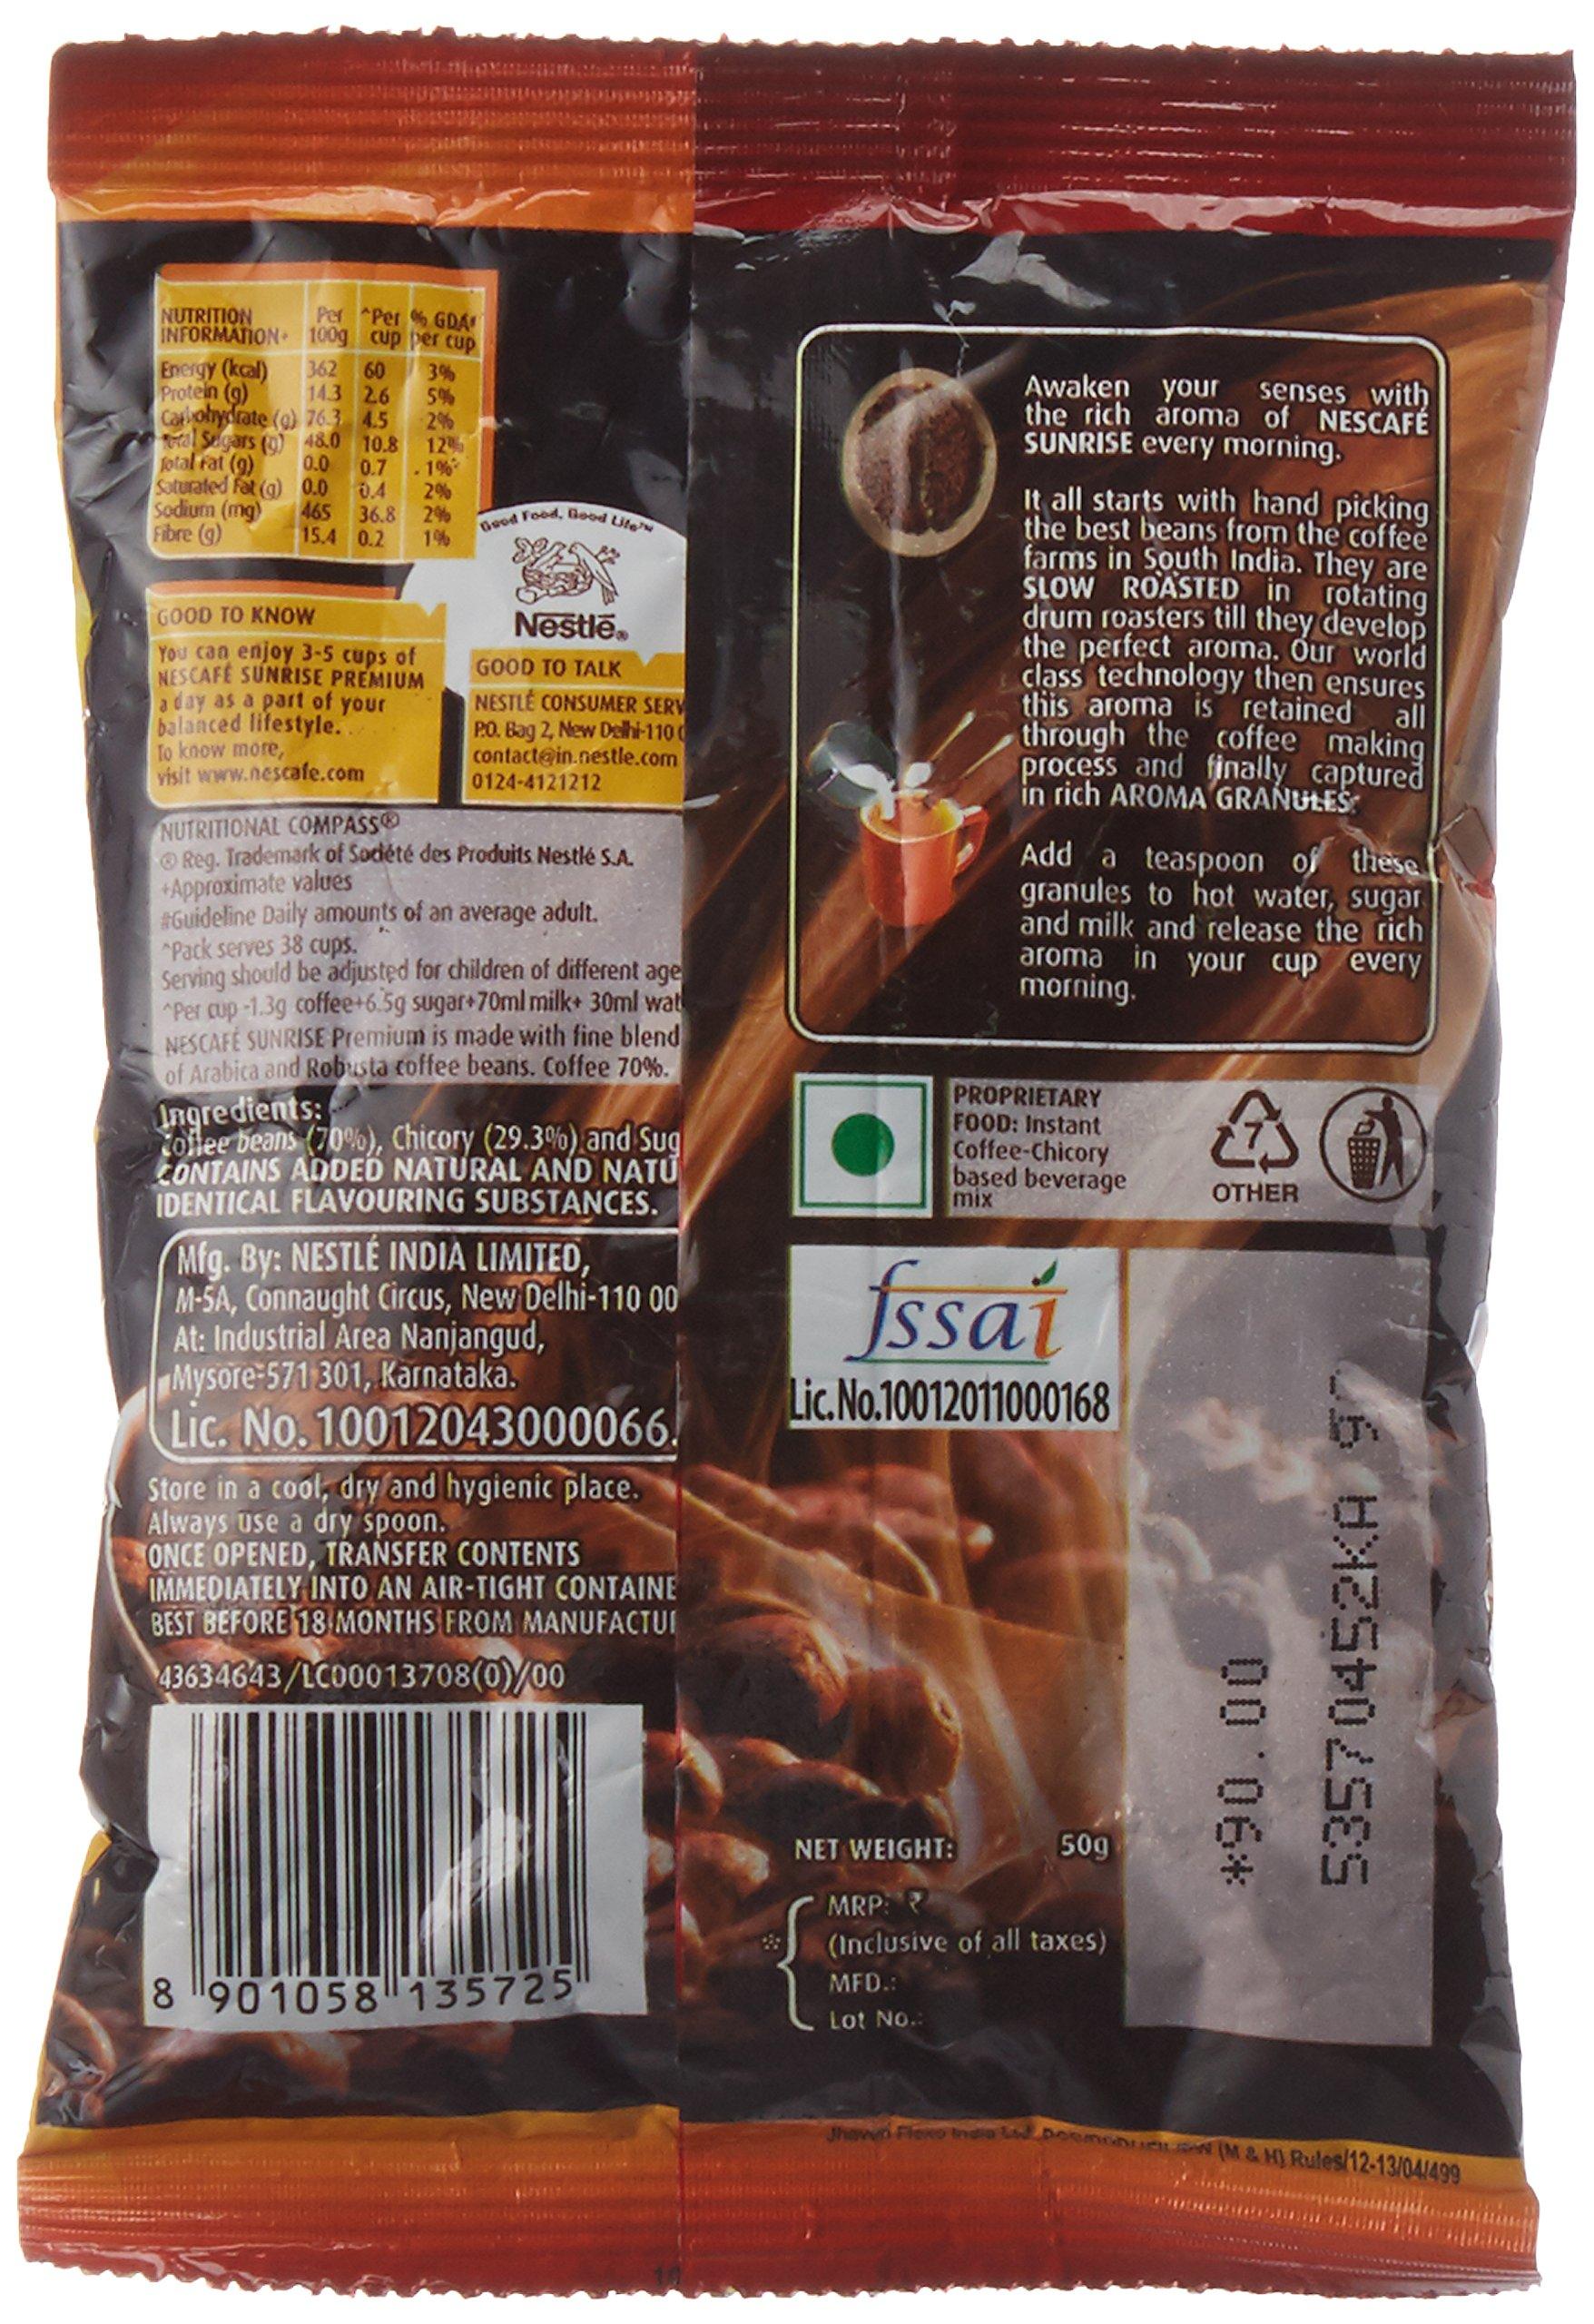 NUTRITION INFORMATION+ Per 100g ^Per cup % GDA# per cup
Energy (kcal) 362 60 3%
Protein (g) 14.3 2.6 5%
Carbohydrate (g) 76.3 4.5 2%
Total Sugars (g) 48.0 10.8 12%
Total Fat (g) 0.0 0.7 1%
Saturated Fat (g) 0.0 0.4 2%
Sodium (mg) 465 36.8 2%
Fibre (g) 15.4 0.2 1%
Good Food, Good Life™
Nestlé®
GOOD TO KNOW
You can enjoy 3-5 cups of
NESCAFÉ SUNRISE PREMIUM
a day as a part of your
balanced lifestyle.
To know more,
visit www.nescafe.com
GOOD TO TALK
NESTLÉ CONSUMER SERV
P.O. Bag 2, New Delhi-110 0
contact@in.nestle.com
0124-4121212
NUTRITIONAL COMPASS®
® Reg. Trademark of Société des Produits Nestlé S.A.
+Approximate values
#Guideline Daily amounts of an average adult.
^Pack serves 38 cups.
Serving should be adjusted for children of different age
^Per cup -1.3g coffee+6.5g sugar+70ml milk+ 30ml wat
NESCAFÉ SUNRISE Premium is made with fine blend
of Arabica and Robusta coffee beans. Coffee 70%.
Ingredients:
Coffee beans (70%), Chicory (29.3%) and Sug
CONTAINS ADDED NATURAL AND NATU
IDENTICAL FLAVOURING SUBSTANCES.
Mfg. By: NESTLÉ INDIA LIMITED,
M-5A, Connaught Circus, New Delhi-110 00
At: Industrial Area Nanjangud,
Mysore-571 301, Karnataka.
Lic. No. 10012043000066.
Store in a cool, dry and hygienic place.
Always use a dry spoon.
ONCE OPENED, TRANSFER CONTENTS
IMMEDIATELY INTO AN AIR-TIGHT CONTAINE
BEST BEFORE 18 MONTHS FROM MANUFACTUR
43634643/LC00013708(0)/00
8 901058 135725
Awaken your senses with
the rich aroma of NESCAFÉ
SUNRISE every morning.
It all starts with hand picking
the best beans from the coffee
farms in South India. They are
SLOW ROASTED in rotating
drum roasters till they develop
the perfect aroma. Our world
class technology then ensures
this aroma is retained all
through the coffee making
process and finally captured
in rich AROMA GRANULES.
Add a teaspoon of these
granules to hot water, sugar
and milk and release the rich
aroma in your cup every
morning.
PROPRIETARY
FOOD: Instant
Coffee-Chicory
based beverage
mix
7
OTHER
fssai
Lic.No.10012011000168
*90.00
53570452KA
NET WEIGHT: 50g
* MRP: ₹
(Inclusive of all taxes)
MFD.:
Lot No.:
(M & H) Rules/12-13/04/499